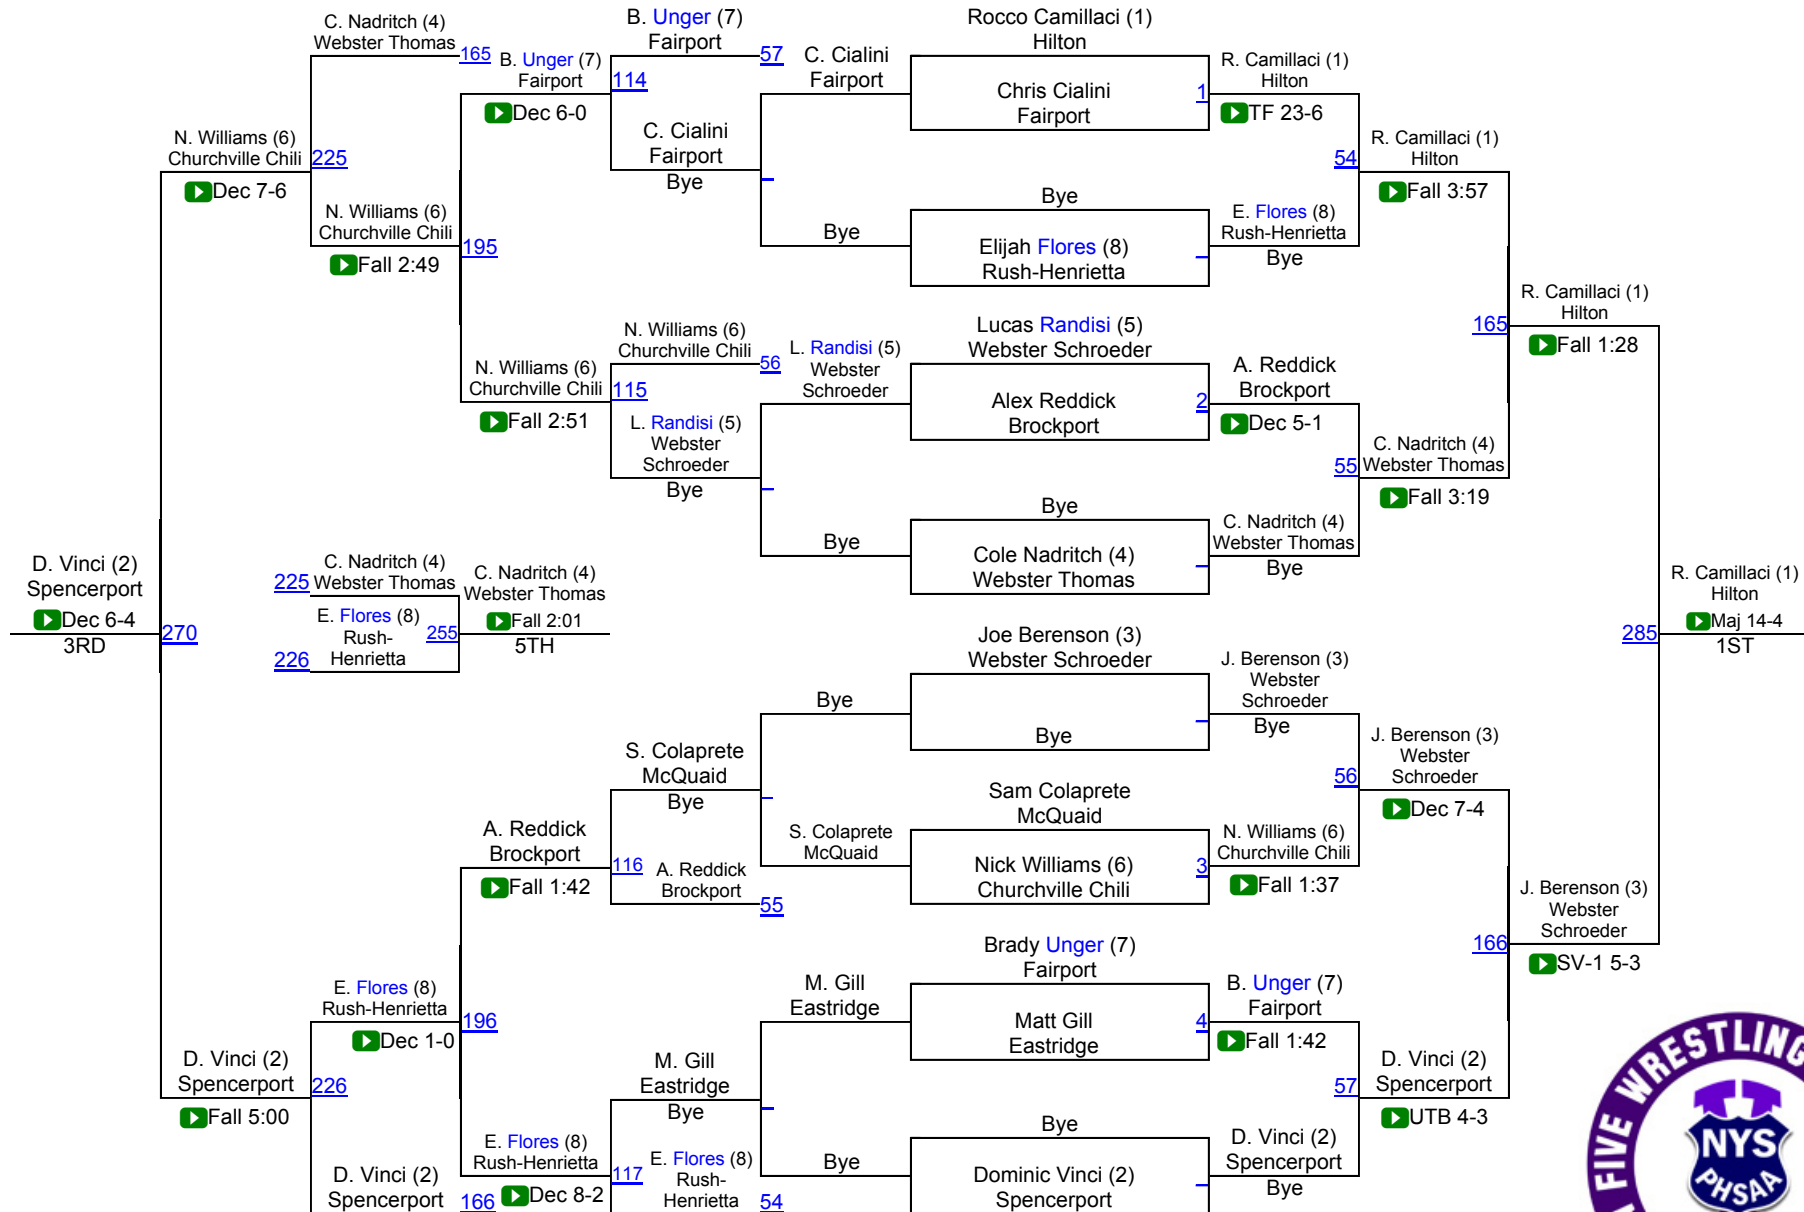 C. Nadritch (4)
Webster Thomas
165
B. Unger (7)
Fairport
57
Rocco Camillaci (1)
Hilton
B. Unger (7)
Fairport
114
Dec 6-0
C. Cialini
Fairport
Chris Cialini
Fairport
1
R. Camillaci (1)
Hilton
TF 23-6
N. Williams (6)
Churchville Chili
225
Dec 7-6
C. Cialini
Fairport
Bye
54
R. Camillaci (1)
Hilton
Fall 3:57
N. Williams (6)
Churchville Chili
195
Fall 2:49
Bye
Bye
Elijah Flores (8)
Rush-Henrietta
E. Flores (8)
Rush-Henrietta
Bye
R. Camillaci (1)
Hilton
165
Fall 1:28
N. Williams (6)
Churchville Chili
56
L. Randisi (5)
Webster
Schroeder
Lucas Randisi (5)
Webster Schroeder
N. Williams (6)
Churchville Chili
115
Fall 2:51
Alex Reddick
Brockport
2
A. Reddick
Brockport
Dec 5-1
L. Randisi (5)
Webster
Schroeder
Bye
55
C. Nadritch (4)
Webster Thomas
Fall 3:19
Bye
Bye
Cole Nadritch (4)
Webster Thomas
C. Nadritch (4)
Webster Thomas
Bye
D. Vinci (2)
Spencerport
Dec 6-4
3RD
270
225
C. Nadritch (4)
Webster Thomas
E. Flores (8)
Rush-
Henrietta
226
255
C. Nadritch (4)
Webster Thomas
Fall 2:01
5TH
285
R. Camillaci (1)
Hilton
Maj 14-4
1ST
Joe Berenson (3)
Webster Schroeder
Bye
Bye
J. Berenson (3)
Webster
Schroeder
Bye
S. Colaprete
McQuaid
Bye
56
J. Berenson (3)
Webster
Schroeder
Dec 7-4
Sam Colaprete
McQuaid
A. Reddick
Brockport
116
Fall 1:42
A. Reddick
Brockport
55
S. Colaprete
McQuaid
Nick Williams (6)
Churchville Chili
3
N. Williams (6)
Churchville Chili
Fall 1:37
J. Berenson (3)
Webster
Schroeder
166
SV-1 5-3
Brady Unger (7)
Fairport
E. Flores (8)
Rush-Henrietta
196
Dec 1-0
M. Gill
Eastridge
Matt Gill
Eastridge
4
B. Unger (7)
Fairport
Fall 1:42
D. Vinci (2)
Spencerport
226
Fall 5:00
M. Gill
Eastridge
Bye
57
D. Vinci (2)
Spencerport
UTB 4-3
Bye
Bye
D. Vinci (2)
Spencerport
166
E. Flores (8)
Rush-Henrietta
117
Dec 8-2
E. Flores (8)
Rush-
Henrietta
54
Dominic Vinci (2)
Spencerport
D. Vinci (2)
Spencerport
Bye
FIVE WRESTLING
NYS
PHSAA